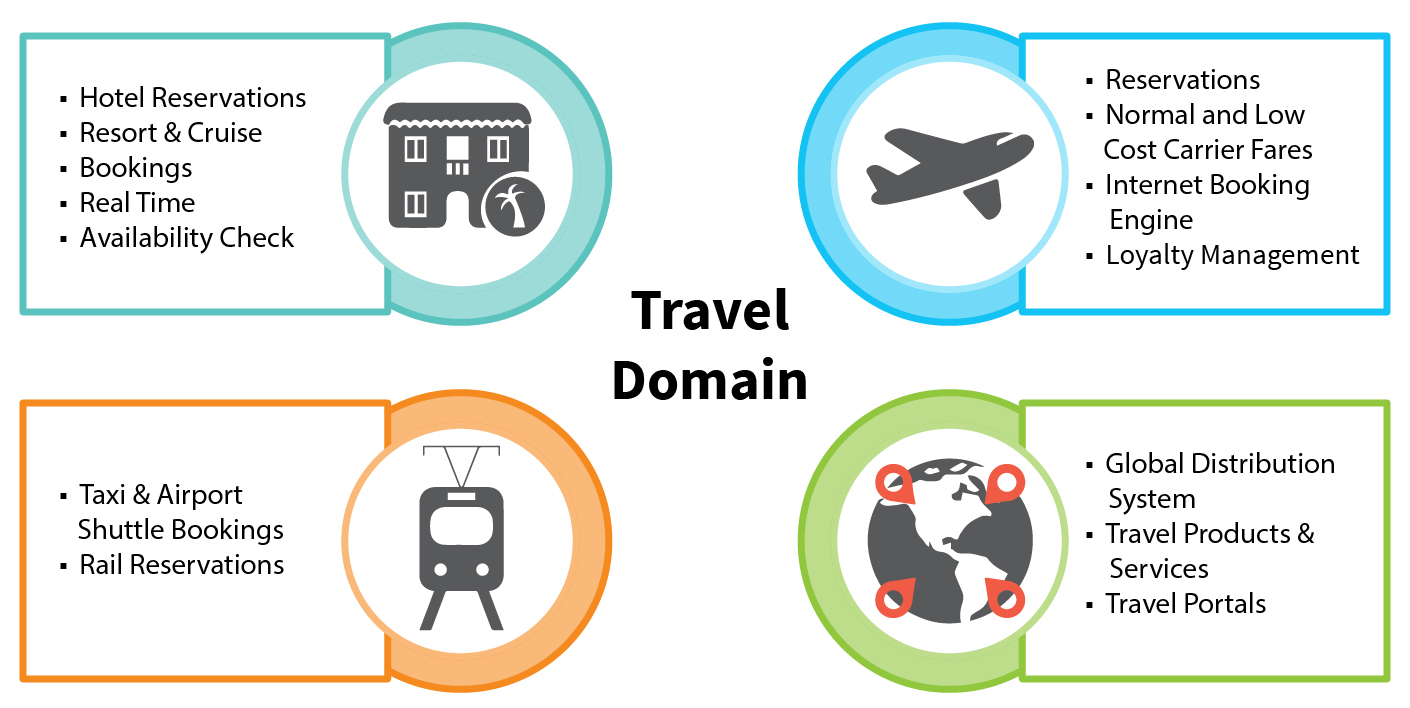 ▪ Hotel Reservations
▪ Resort & Cruise
▪ Bookings
▪ Real Time
▪ Availability Check
▪ Reservations
▪ Normal and Low
Cost Carrier Fares
▪ Internet Booking
Engine
▪ Loyalty Management
Travel
Domain
▪ Taxi & Airport
Shuttle Bookings
▪ Rail Reservations
▪ Global Distribution
System
▪ Travel Products &
Services
▪ Travel Portals